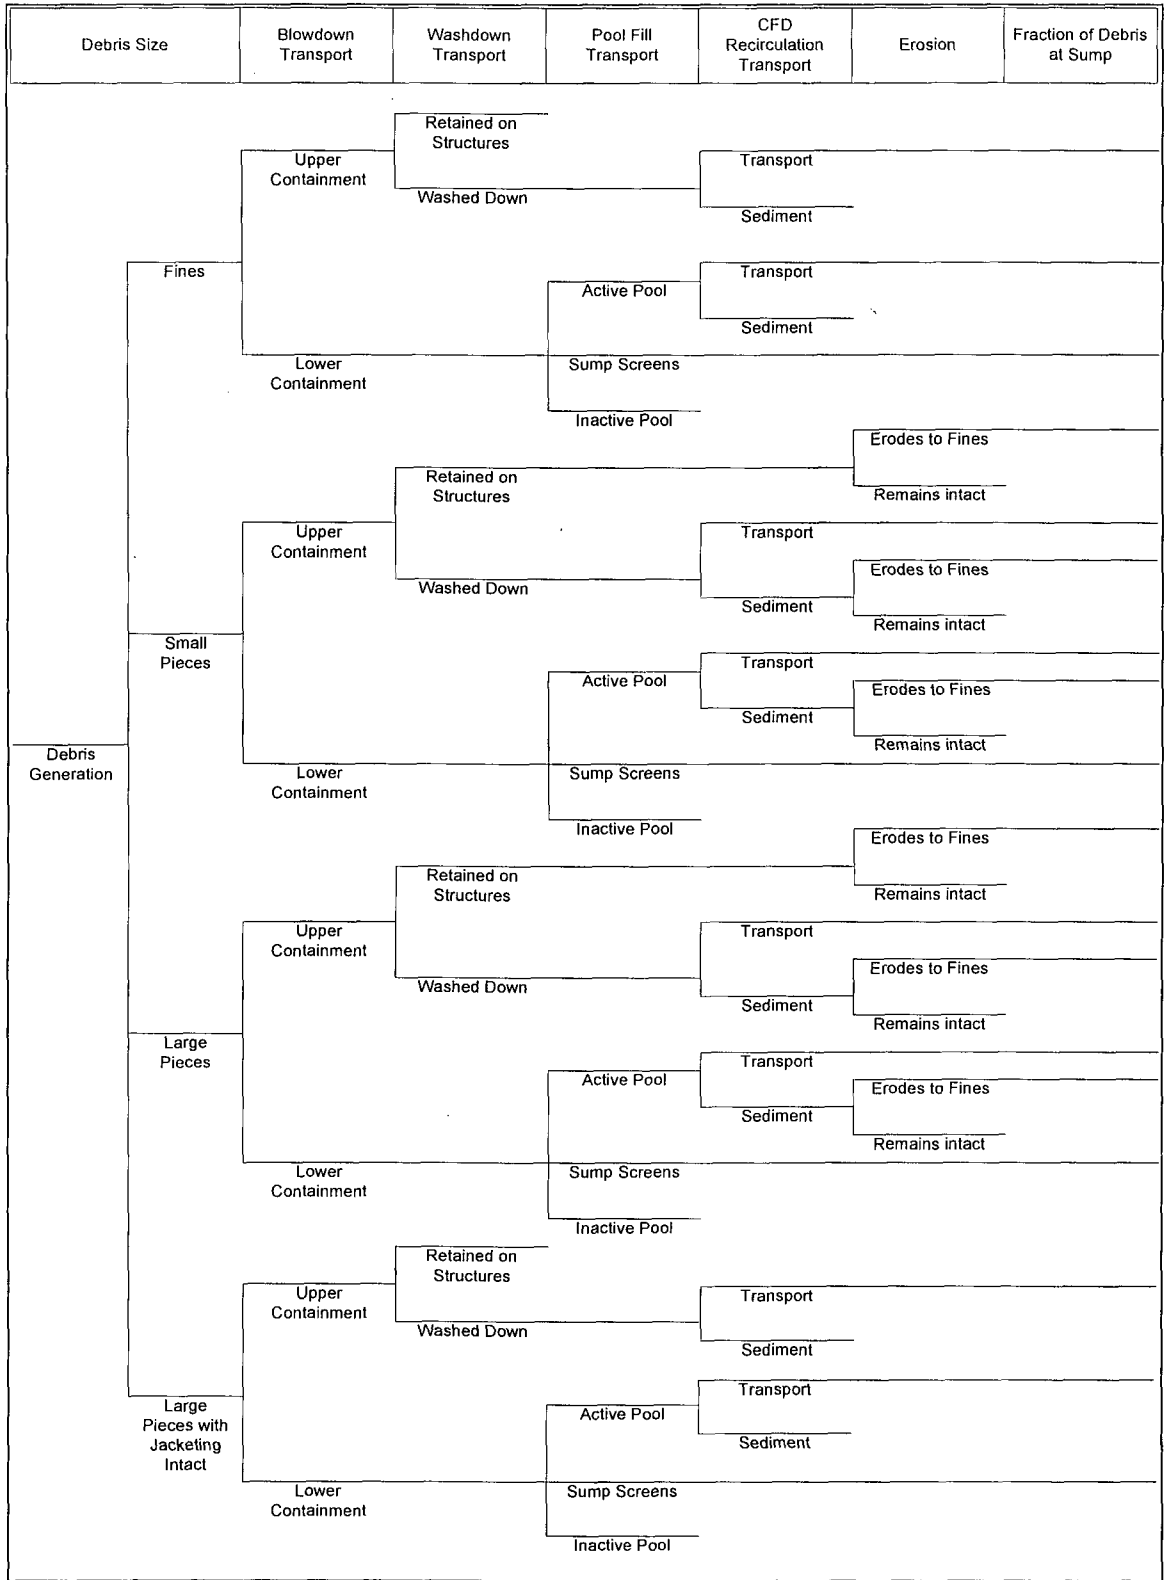 Debris Size
Blowdown
Transport
Washdown
Transport
Pool Fill
Transport
CFD
Recirculation
Transport
Erosion
Fraction of Debris
at Sump
Retained on
Structures
Upper
Containment
Transport
Washed Down
Sediment
Fines
Transport
Active Pool
Sediment
Lower
Containment
Sump Screens
Inactive Pool
Erodes to Fines
Retained on
Structures
Remains intact
Upper
Containment
Transport
Erodes to Fines
Washed Down
Sediment
Remains intact
Small
Pieces
Transport
Active Pool
Erodes to Fines
Sediment
Remains intact
Debris
Generation
Lower
Containment
Sump Screens
Inactive Pool
Erodes to Fines
Retained on
Structures
Remains intact
Upper
Containment
Transport
Erodes to Fines
Washed Down
Sediment
Remains intact
Large
Pieces
Transport
Active Pool
Erodes to Fines
Sediment
Remains intact
Lower
Containment
Sump Screens
Inactive Pool
Retained on
Structures
Upper
Containment
Transport
Washed Down
Sediment
Large
Pieces with
Jacketing
Intact
Transport
Active Pool
Sediment
Lower
Containment
Sump Screens
Inactive Pool